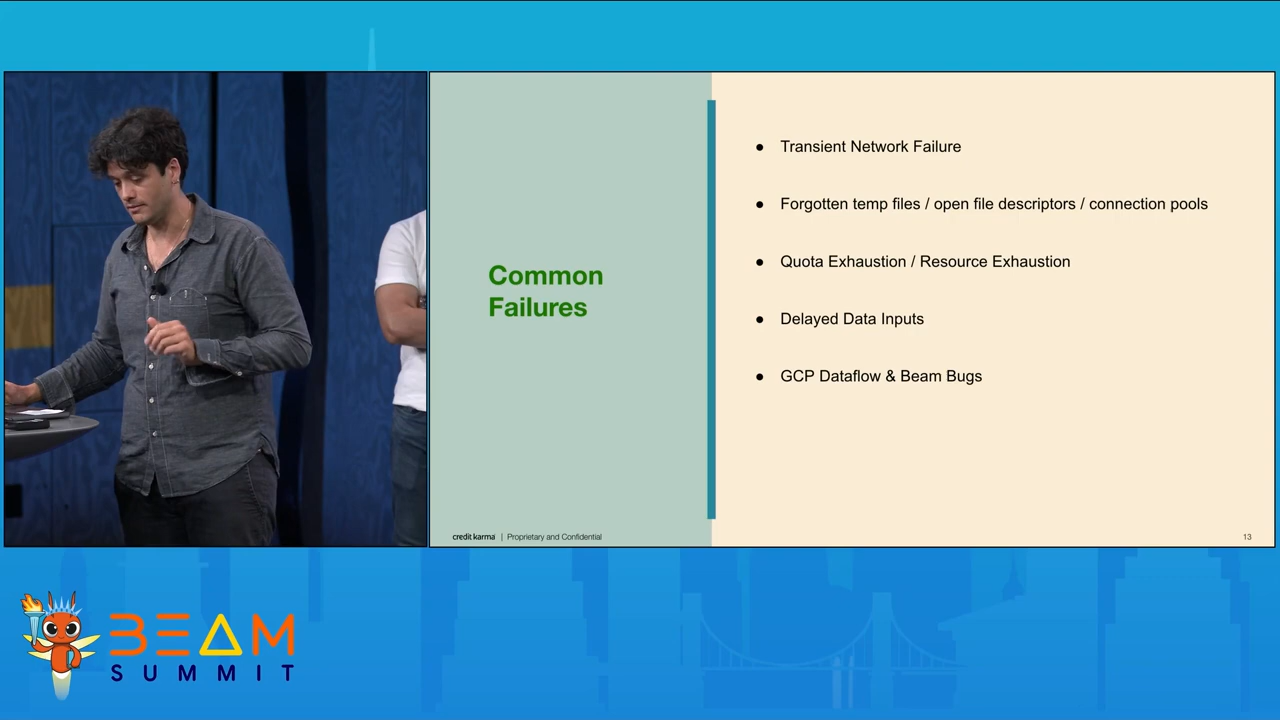 Common
Failures
● Transient Network Failure
● Forgotten temp files / open file descriptors / connection pools
● Quota Exhaustion / Resource Exhaustion
● Delayed Data Inputs
● GCP Dataflow & Beam Bugs
credit karma | Proprietary and Confidential
13
BEAM
SUMMIT